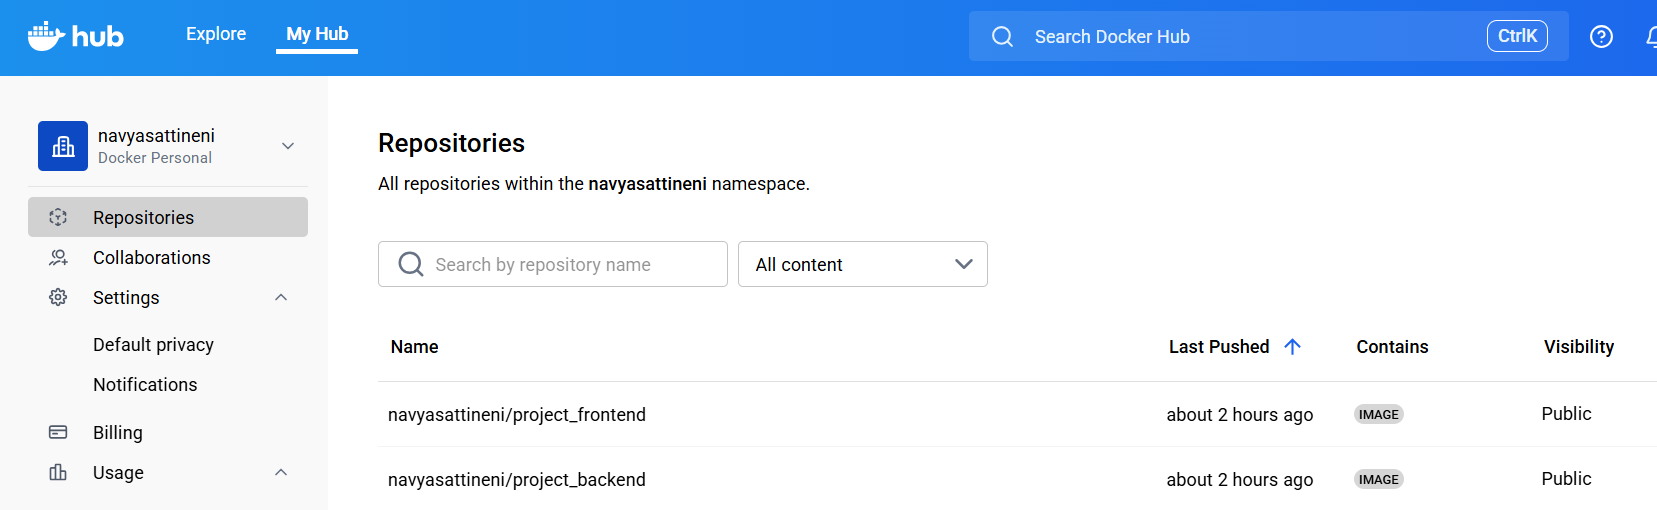 hub Explore My Hub Search Docker Hub CtrlK
navyasattineni
Docker Personal
Repositories
Collaborations
Settings
Default privacy
Notifications
Billing
Usage
Repositories
All repositories within the navyasattineni namespace.
Search by repository name All content
Name Last Pushed Contains Visibility
navyasattineni/project_frontend about 2 hours ago IMAGE Public
navyasattineni/project_backend about 2 hours ago IMAGE Public